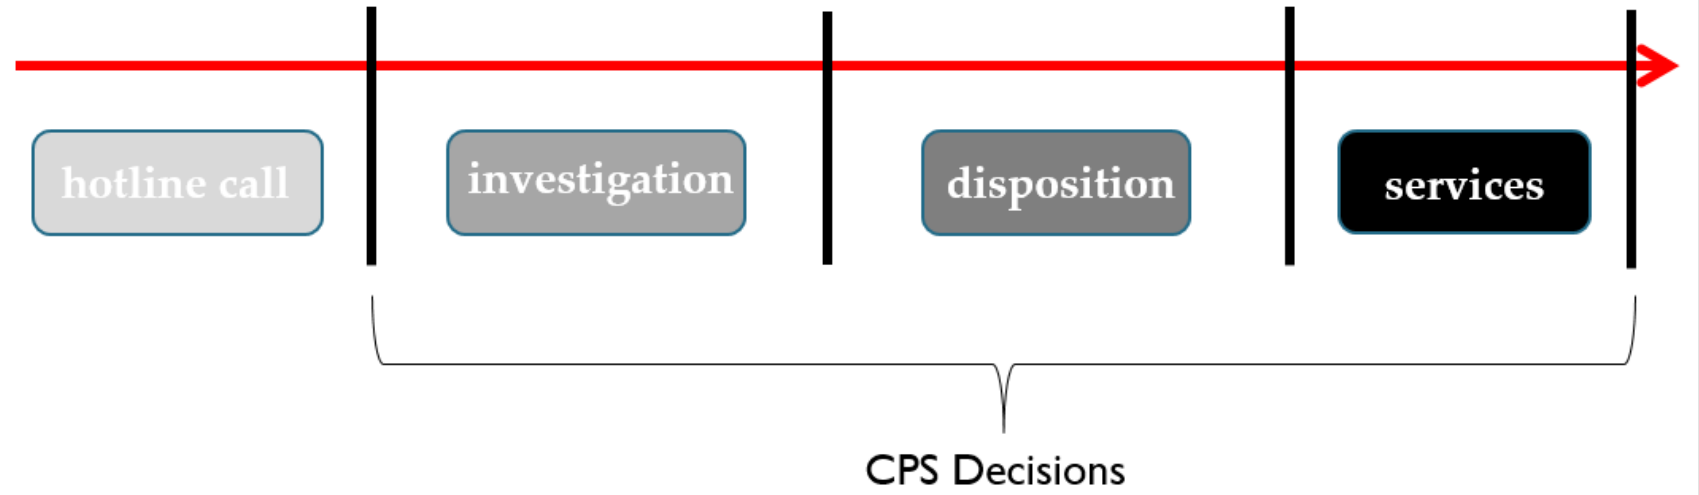 hotline call
investigation
disposition
services
CPS Decisions